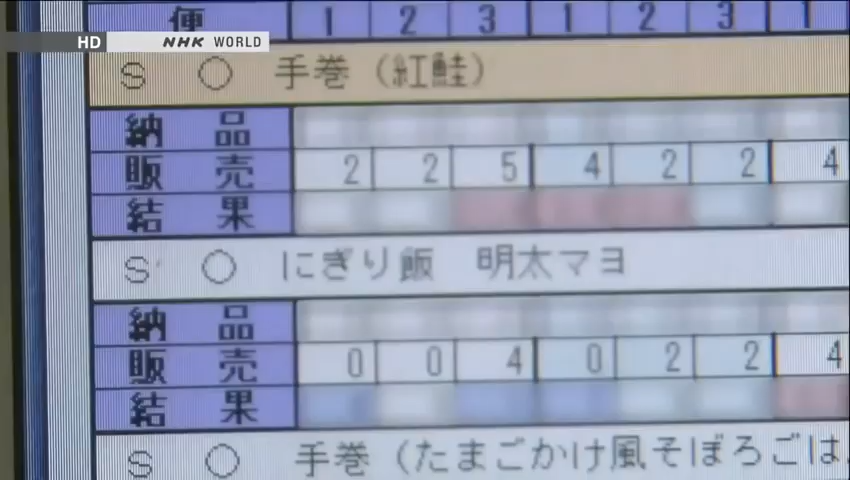 便 1 2 3 1 2 3 1
HD NHK WORLD
S ○ 手巻（紅鮭）
納品
販売 2 2 5 4 2 2 4
結果
S ○ にぎり飯 明太マヨ
納品
販売 0 0 4 0 2 2 4
結果
S ○ 手巻（たまごかけ風そぼろごは